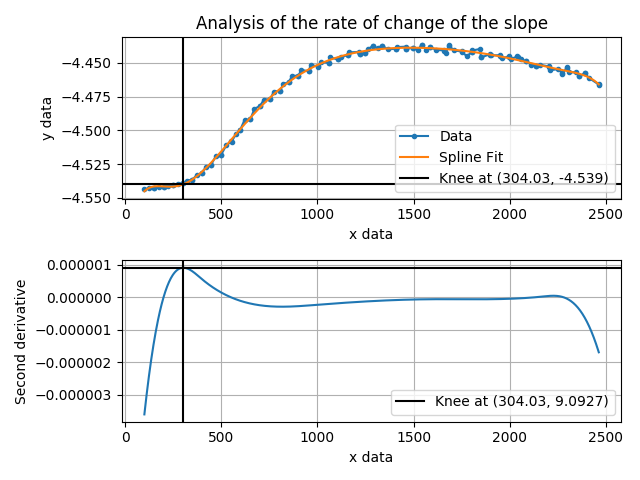 Analysis of the rate of change of the slope
−4.450
−4.475
−4.500
−4.525
−4.550
y data
Data
Spline Fit
Knee at (304.03, -4.539)
0 500 1000 1500 2000 2500
x data
0.000001
0.000000
−0.000001
−0.000002
−0.000003
Second derivative
Knee at (304.03, 9.0927)
0 500 1000 1500 2000 2500
x data